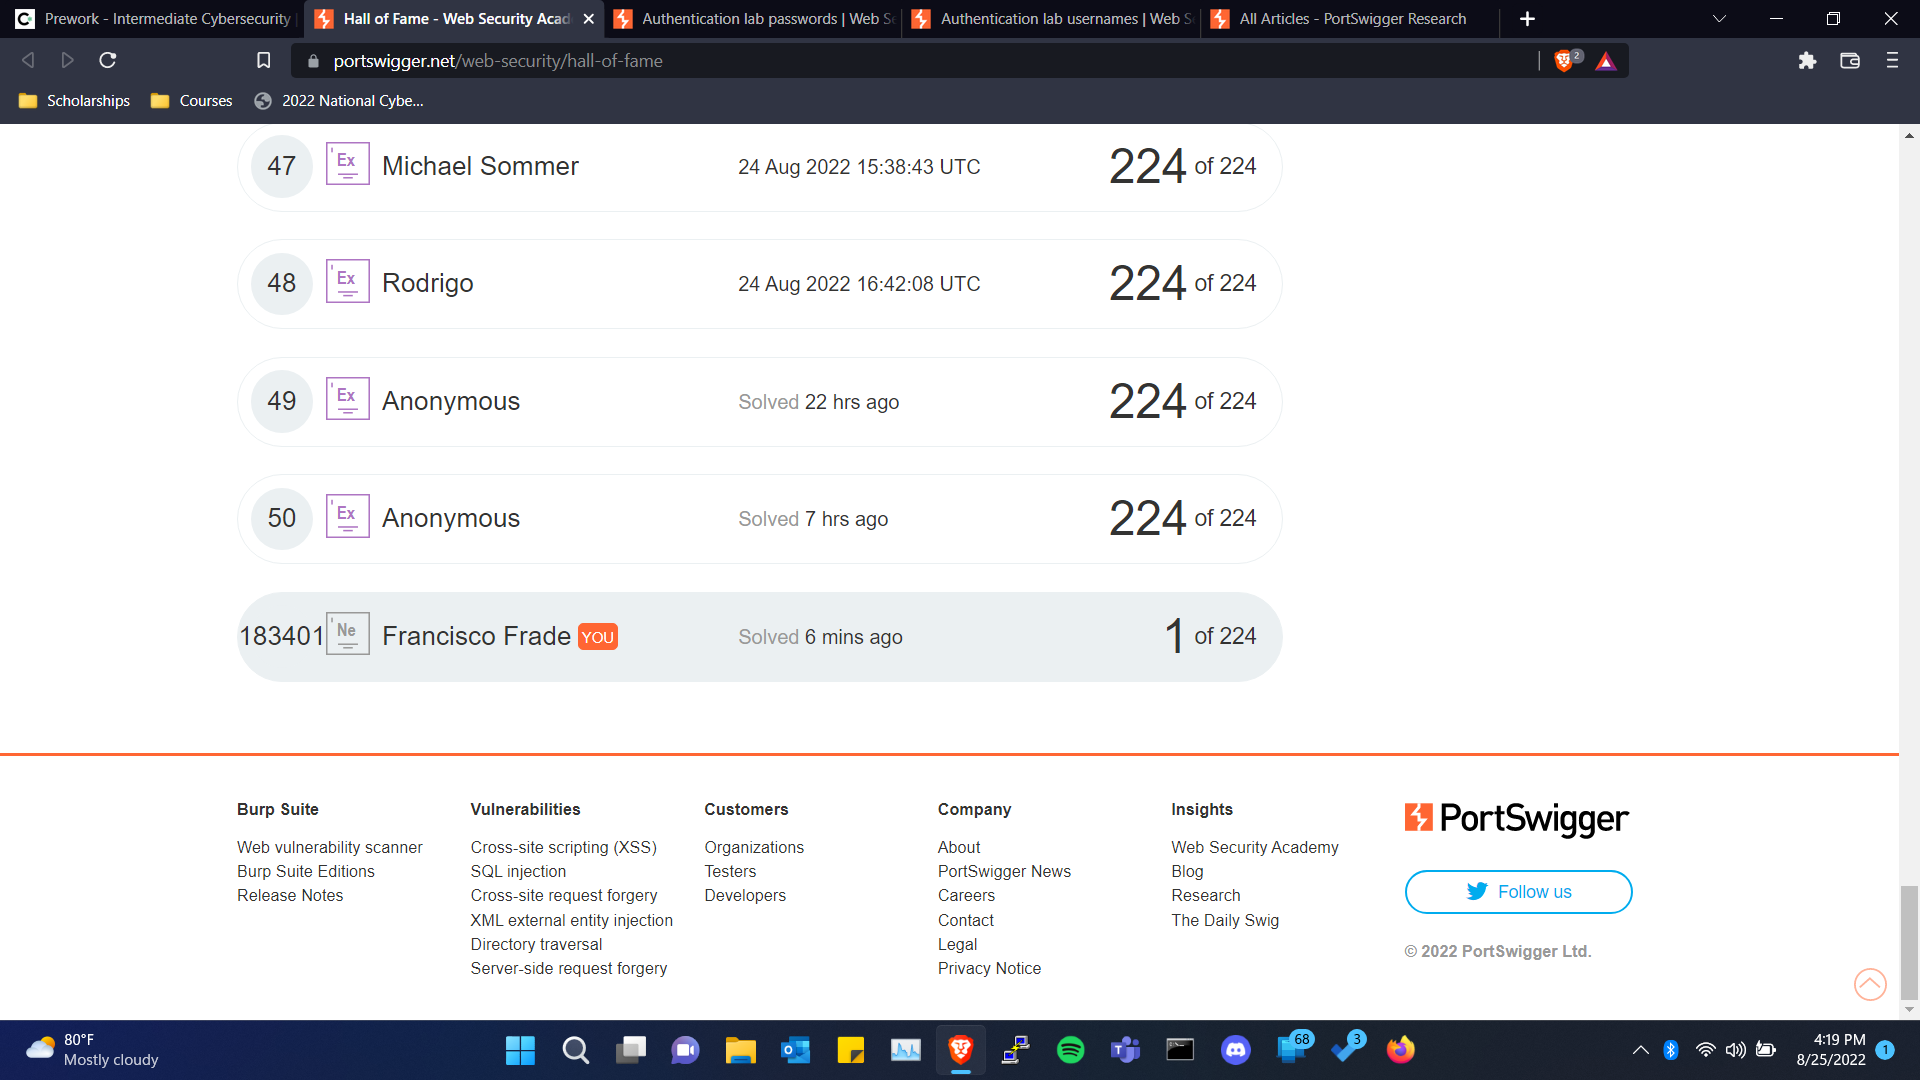 Prework - Intermediate Cybersecurity
Hall of Fame - Web Security Acad
Authentication lab passwords | Web Se
Authentication lab usernames | Web Se
All Articles - PortSwigger Research
portswigger.net/web-security/hall-of-fame
2
Scholarships
Courses
2022 National Cybe...
47 Ex Michael Sommer 24 Aug 2022 15:38:43 UTC 224 of 224
48 Ex Rodrigo 24 Aug 2022 16:42:08 UTC 224 of 224
49 Ex Anonymous Solved 22 hrs ago 224 of 224
50 Ex Anonymous Solved 7 hrs ago 224 of 224
183401 Ne Francisco Frade YOU Solved 6 mins ago 1 of 224
Burp Suite
Web vulnerability scanner
Burp Suite Editions
Release Notes
Vulnerabilities
Cross-site scripting (XSS)
SQL injection
Cross-site request forgery
XML external entity injection
Directory traversal
Server-side request forgery
Customers
Organizations
Testers
Developers
Company
About
PortSwigger News
Careers
Contact
Legal
Privacy Notice
Insights
Web Security Academy
Blog
Research
The Daily Swig
PortSwigger
Follow us
© 2022 PortSwigger Ltd.
80°F
Mostly cloudy
68
3
4:19 PM
8/25/2022
1